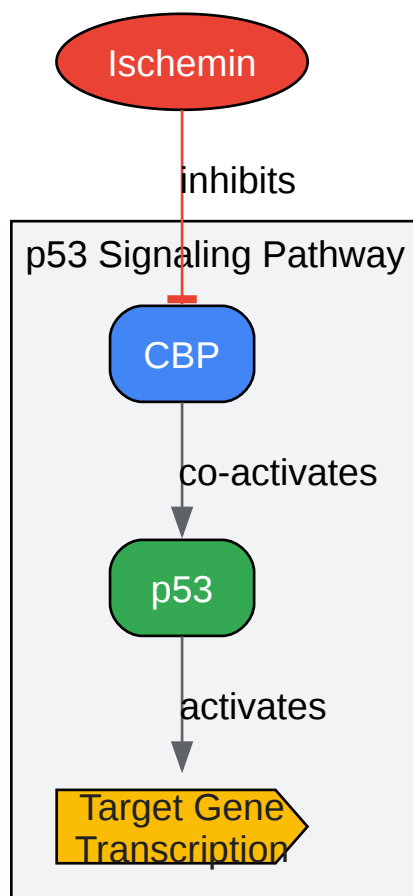 Ischemin
inhibits
p53 Signaling Pathway
CBP
co-activates
p53
activates
Target Gene
Transcription